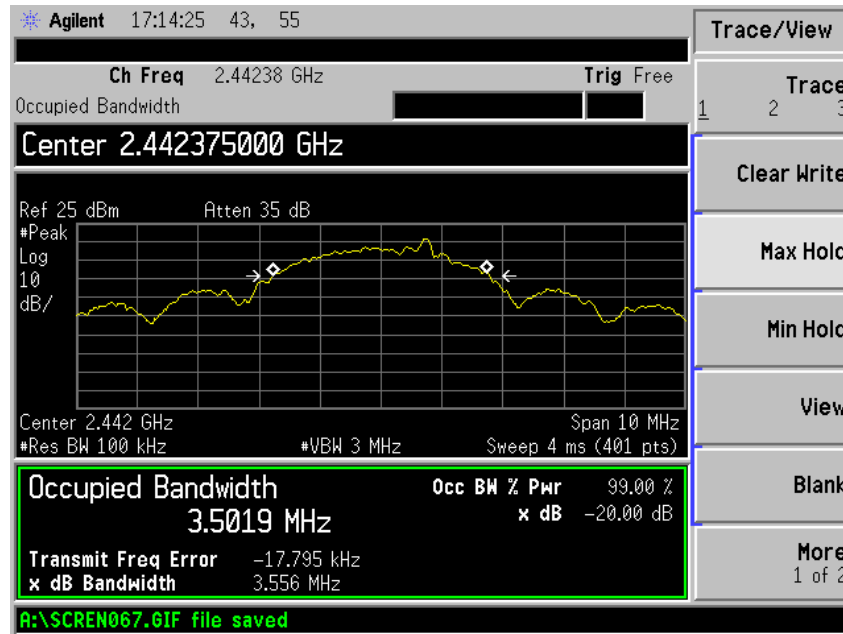 Agilent 17:14:25 43, 55
Ch Freq 2.44238 GHz Trig Free
Occupied Bandwidth
Center 2.442375000 GHz
Ref 25 dBm Atten 35 dB
#Peak
Log
10
dB/
Center 2.442 GHz Span 10 MHz
#Res BW 100 kHz #VBW 3 MHz Sweep 4 ms (401 pts)
Occupied Bandwidth Occ BW % Pwr 99.00 %
3.5019 MHz x dB -20.00 dB
Transmit Freq Error -17.795 kHz
x dB Bandwidth 3.556 MHz
A:\SCREN067.GIF file saved
Trace/View
Trace
1 2 3
Clear Write
Max Hold
Min Hold
View
Blank
More
1 of 2